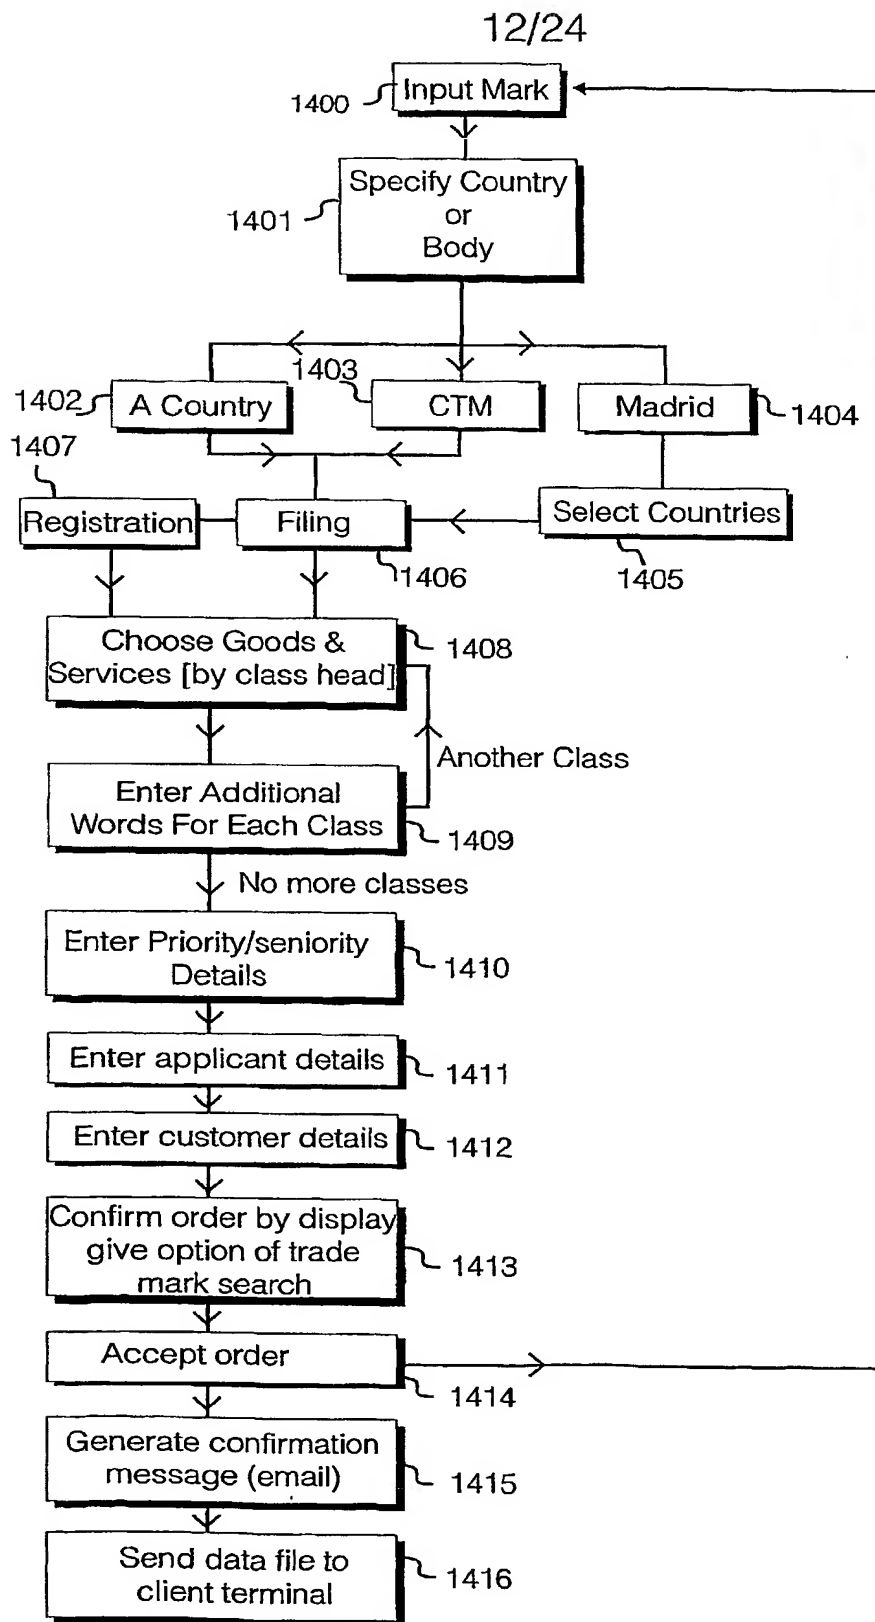 12/24
1400
Input Mark
Specify Country
or
Body
1401
1402
A Country
1403
CTM
Madrid
1404
1407
Registration
Filing
1406
Select Countries
1405
Choose Goods &
Services [by class head]
1408
Another Class
Enter Additional
Words For Each Class
1409
No more classes
Enter Priority/seniority
Details
1410
Enter applicant details
1411
Enter customer details
1412
Confirm order by display
give option of trade
mark search
1413
Accept order
1414
Generate confirmation
message (email)
1415
Send data file to
client terminal
1416